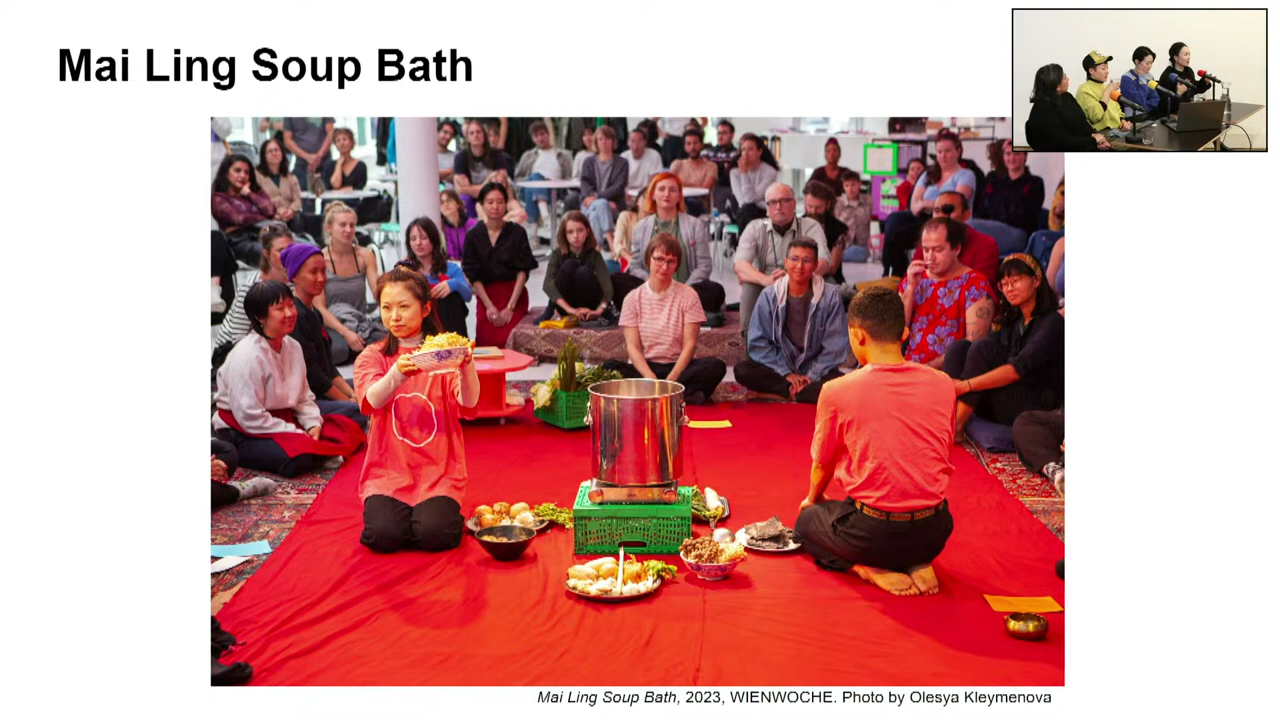 Mai Ling Soup Bath
Mai Ling Soup Bath, 2023, WIENWOCHE. Photo by Olesya Kleymenova